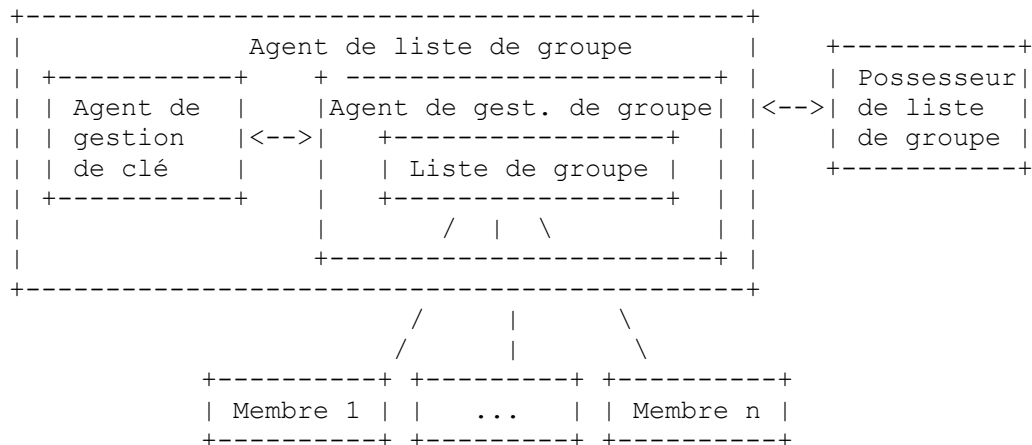 Agent de liste de groupe
Possesseur
Agent de
Agent de gest. de groupe
de liste
gestion
de groupe
de clé
Liste de groupe
Membre 1
...
Membre n